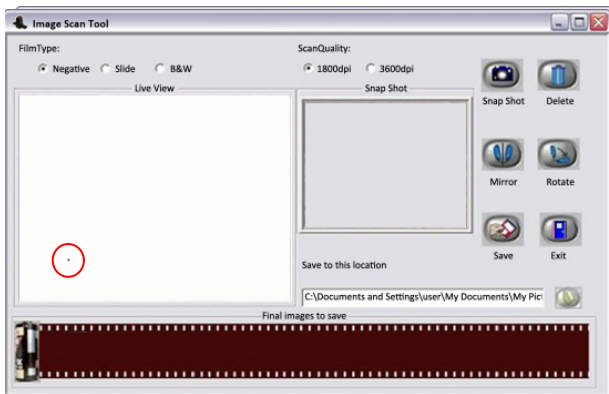 Image Scan Tool
FilmType:
Negative Slide B&W
ScanQuality:
1800dpi 3600dpi
Live View
Snap Shot
Snap Shot Delete
Mirror Rotate
Save Exit
Save to this location
C:\Documents and Settings\user\My Documents\My Pict
Final images to save